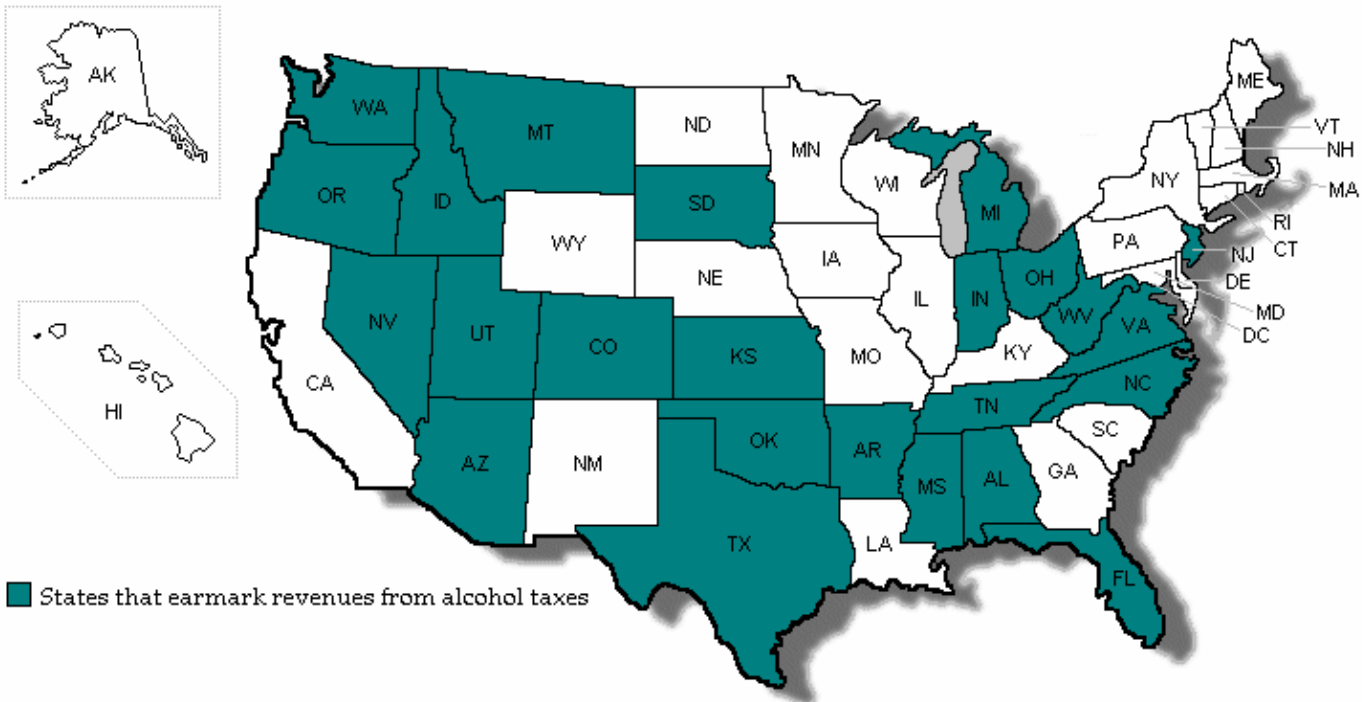 AK
ME
WA
VT
MT
ND
MN
NH
NY
MA
WI
OR
ID
SD
MI
RI
WY
CT
PA
NJ
IA
NE
OH
DE
IL
IN
MD
NV
WV
VA
DC
UT
CO
KS
MO
KY
CA
NC
HI
TN
SC
OK
AR
AZ
NM
GA
MS
AL
TX
LA
FL
States that earmark revenues from alcohol taxes